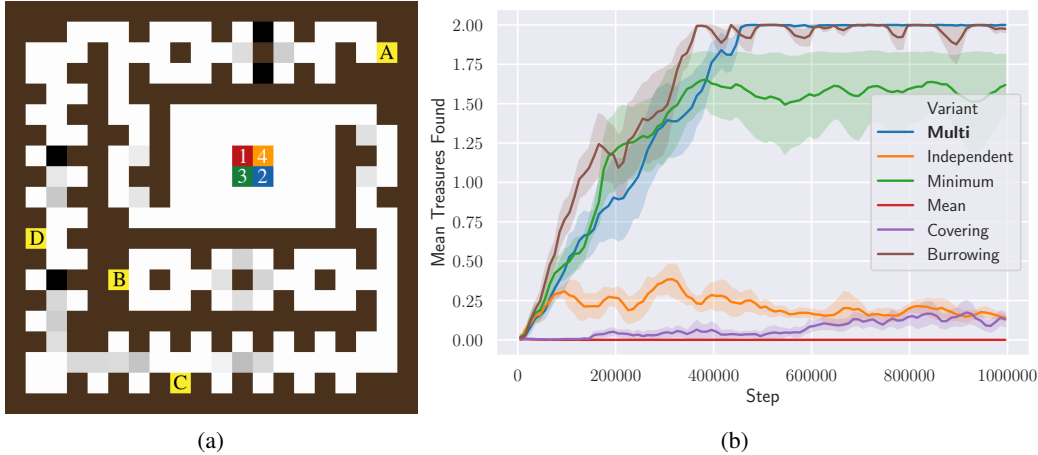 A
1 4
3 2
D
B
C
(a)
Mean Treasures Found
2.00
1.75
1.50
1.25
1.00
0.75
0.50
0.25
0.00
0 200000 400000 600000 800000 1000000
Step
Variant
Multi
Independent
Minimum
Mean
Covering
Burrowing
(b)